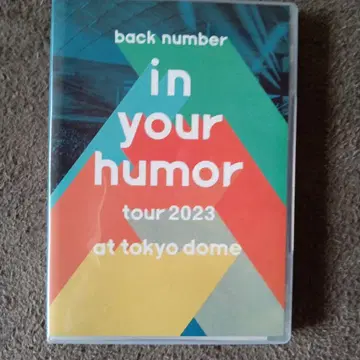 back number
in
your
humor
tour 2023
at tokyo dome